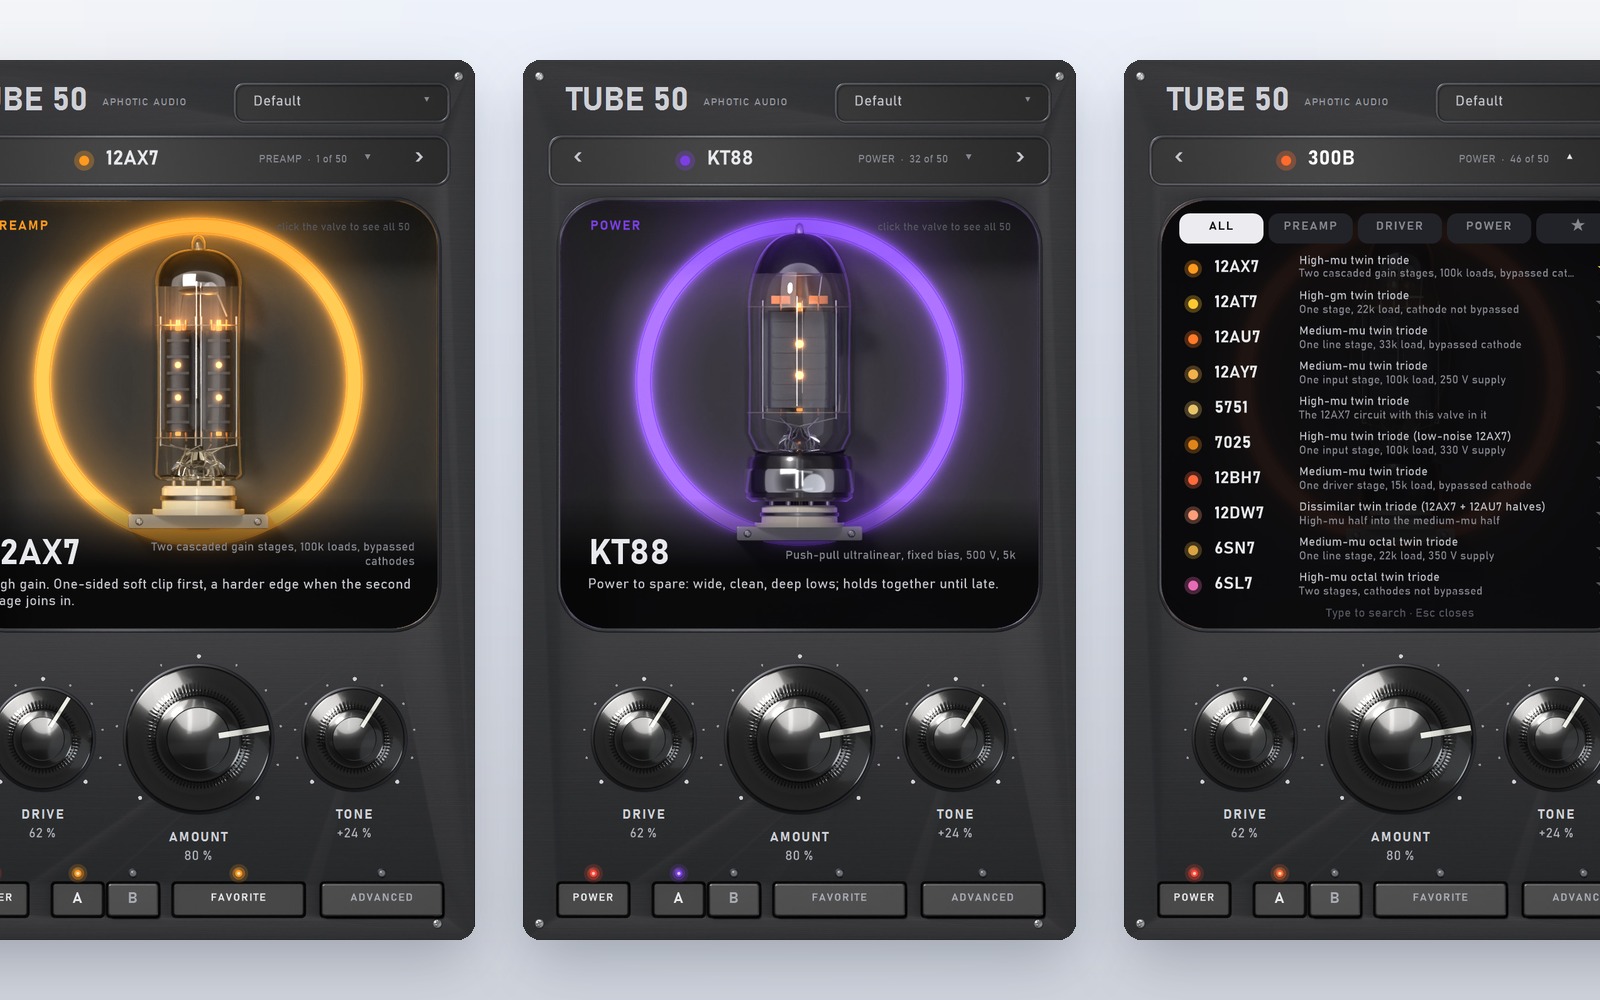 UBE 50 APHOTIC AUDIO Default
12AX7 PREAMP · 1 of 50
REAMP click the valve to see all 50
2AX7 Two cascaded gain stages, 100k loads, bypassed
cathodes
gh gain. One-sided soft clip first, a harder edge when the second
age joins in.
DRIVE
62 %
AMOUNT
80 %
TONE
+24 %
ER A B FAVORITE ADVANCED
TUBE 50 APHOTIC AUDIO Default
KT88 POWER · 32 of 50
POWER click the valve to see all 50
KT88 Push-pull ultralinear, fixed bias, 500 V, 5k
Power to spare: wide, clean, deep lows; holds together until late.
DRIVE
62 %
AMOUNT
80 %
TONE
+24 %
POWER A B FAVORITE ADVANCED
TUBE 50 APHOTIC AUDIO Default
300B POWER · 46 of 50
ALL PREAMP DRIVER POWER
12AX7 High-mu twin triode
Two cascaded gain stages, 100k loads, bypassed cat...
12AT7 High-gm twin triode
One stage, 22k load, cathode not bypassed
12AU7 Medium-mu twin triode
One line stage, 33k load, bypassed cathode
12AY7 Medium-mu twin triode
One input stage, 100k load, 250 V supply
5751 High-mu twin triode
The 12AX7 circuit with this valve in it
7025 High-mu twin triode (low-noise 12AX7)
One input stage, 100k load, 330 V supply
12BH7 Medium-mu twin triode
One driver stage, 15k load, bypassed cathode
12DW7 Dissimilar twin triode (12AX7 + 12AU7 halves)
High-mu half into the medium-mu half
6SN7 Medium-mu octal twin triode
One line stage, 22k load, 350 V supply
6SL7 High-mu octal twin triode
Two stages, cathodes not bypassed
Type to search · Esc closes
DRIVE
62 %
AMOUNT
80 %
TONE
+24 %
POWER A B FAVORITE ADVANC